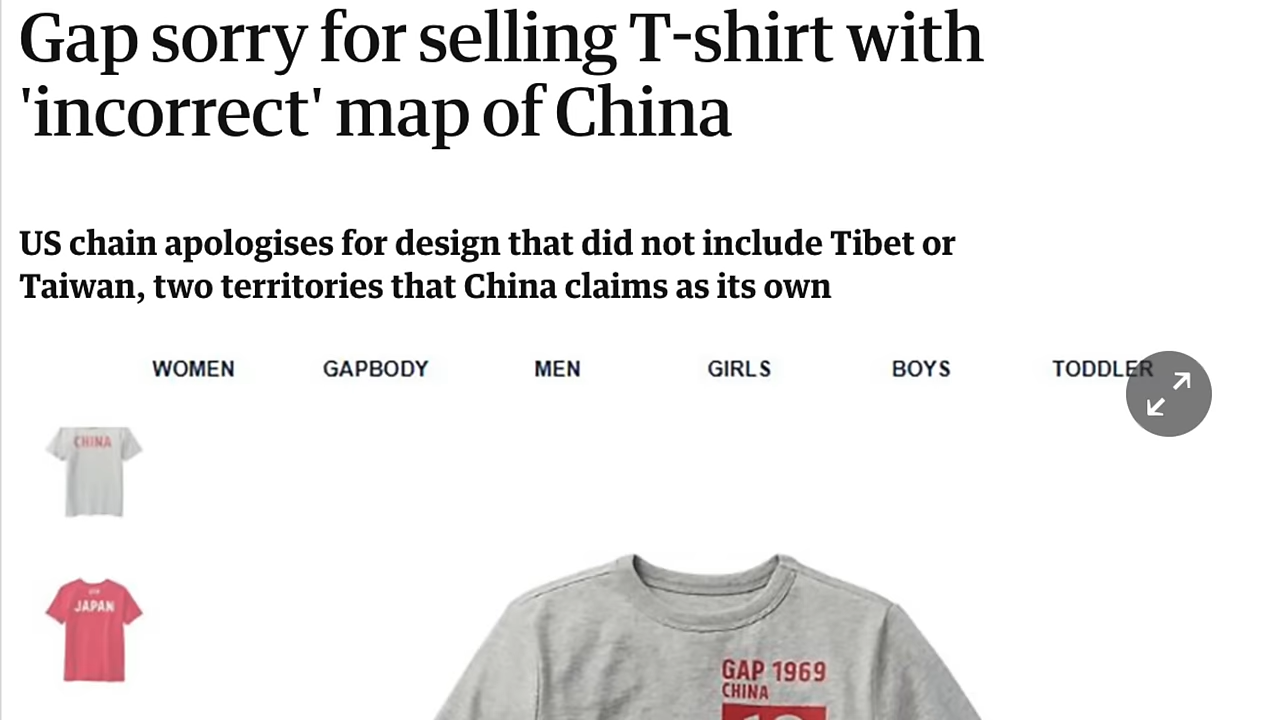 Gap sorry for selling T-shirt with
'incorrect' map of China
US chain apologises for design that did not include Tibet or
Taiwan, two territories that China claims as its own
WOMEN GAPBODY MEN GIRLS BOYS TODDLER
CHINA
JAPAN
GAP 1969
CHINA